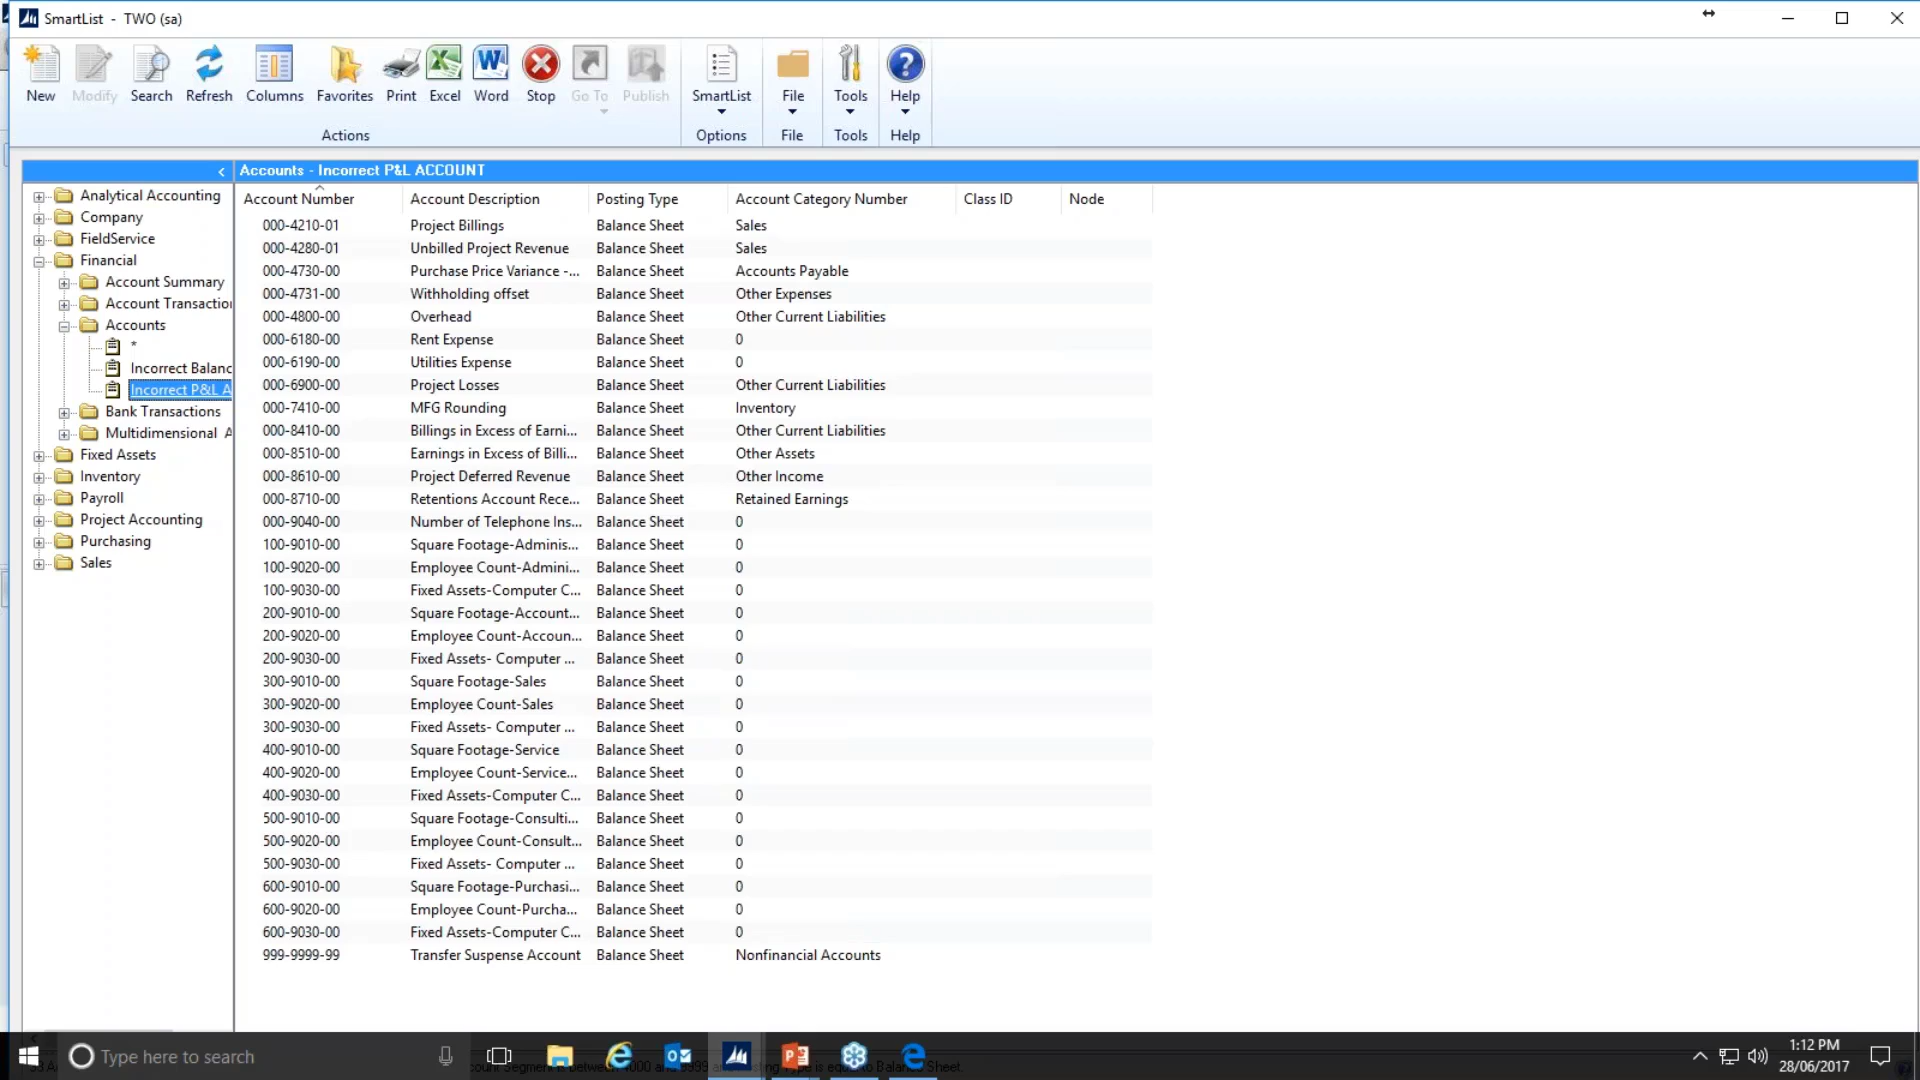 SmartList - TWO (sa)
New Modify Search Refresh Columns Favorites Print Excel Word Stop Go To Publish SmartList File Tools Help
Actions Options File Tools Help
Accounts - Incorrect P&L ACCOUNT
Analytical Accounting
Company
FieldService
Financial
Account Summary
Account Transactio
Accounts
*
Incorrect Balanc
Incorrect P&L A
Bank Transactions
Multidimensional A
Fixed Assets
Inventory
Payroll
Project Accounting
Purchasing
Sales
Account Number Account Description Posting Type Account Category Number Class ID Node
000-4210-01 Project Billings Balance Sheet Sales
000-4280-01 Unbilled Project Revenue Balance Sheet Sales
000-4730-00 Purchase Price Variance -... Balance Sheet Accounts Payable
000-4731-00 Withholding offset Balance Sheet Other Expenses
000-4800-00 Overhead Balance Sheet Other Current Liabilities
000-6180-00 Rent Expense Balance Sheet 0
000-6190-00 Utilities Expense Balance Sheet 0
000-6900-00 Project Losses Balance Sheet Other Current Liabilities
000-7410-00 MFG Rounding Balance Sheet Inventory
000-8410-00 Billings in Excess of Earni... Balance Sheet Other Current Liabilities
000-8510-00 Earnings in Excess of Billi... Balance Sheet Other Assets
000-8610-00 Project Deferred Revenue Balance Sheet Other Income
000-8710-00 Retentions Account Rece... Balance Sheet Retained Earnings
000-9040-00 Number of Telephone Ins... Balance Sheet 0
100-9010-00 Square Footage-Adminis... Balance Sheet 0
100-9020-00 Employee Count-Admini... Balance Sheet 0
100-9030-00 Fixed Assets-Computer C... Balance Sheet 0
200-9010-00 Square Footage-Account... Balance Sheet 0
200-9020-00 Employee Count-Accoun... Balance Sheet 0
200-9030-00 Fixed Assets- Computer ... Balance Sheet 0
300-9010-00 Square Footage-Sales Balance Sheet 0
300-9020-00 Employee Count-Sales Balance Sheet 0
300-9030-00 Fixed Assets- Computer ... Balance Sheet 0
400-9010-00 Square Footage-Service Balance Sheet 0
400-9020-00 Employee Count-Service... Balance Sheet 0
400-9030-00 Fixed Assets-Computer C... Balance Sheet 0
500-9010-00 Square Footage-Consulti... Balance Sheet 0
500-9020-00 Employee Count-Consult... Balance Sheet 0
500-9030-00 Fixed Assets- Computer ... Balance Sheet 0
600-9010-00 Square Footage-Purchasi... Balance Sheet 0
600-9020-00 Employee Count-Purcha... Balance Sheet 0
600-9030-00 Fixed Assets-Computer C... Balance Sheet 0
999-9999-99 Transfer Suspense Account Balance Sheet Nonfinancial Accounts
Type here to search
1:12 PM
28/06/2017